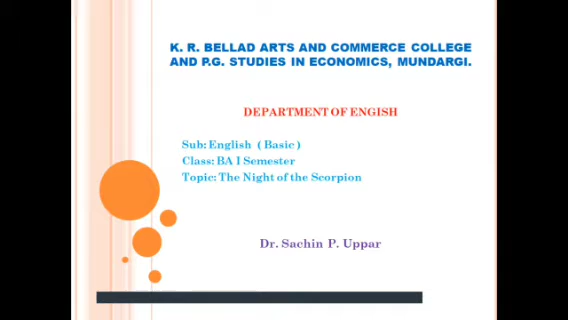 K. R. BELLAD ARTS AND COMMERCE COLLEGE
AND P.G. STUDIES IN ECONOMICS, MUNDARGI.
DEPARTMENT OF ENGISH
Sub: English ( Basic )
Class: BA I Semester
Topic: The Night of the Scorpion
Dr. Sachin P. Uppar